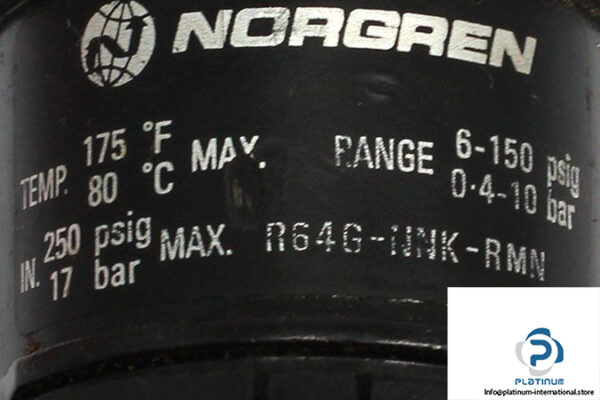 NORGREN
TEMP. 175 °F MAX. RANGE 6-150 psig
80 °C 0·4-10 bar
IN. 250 psig MAX. R64G-NNK-RMN
17 bar
PLATINUM
Info@platinum-international.store